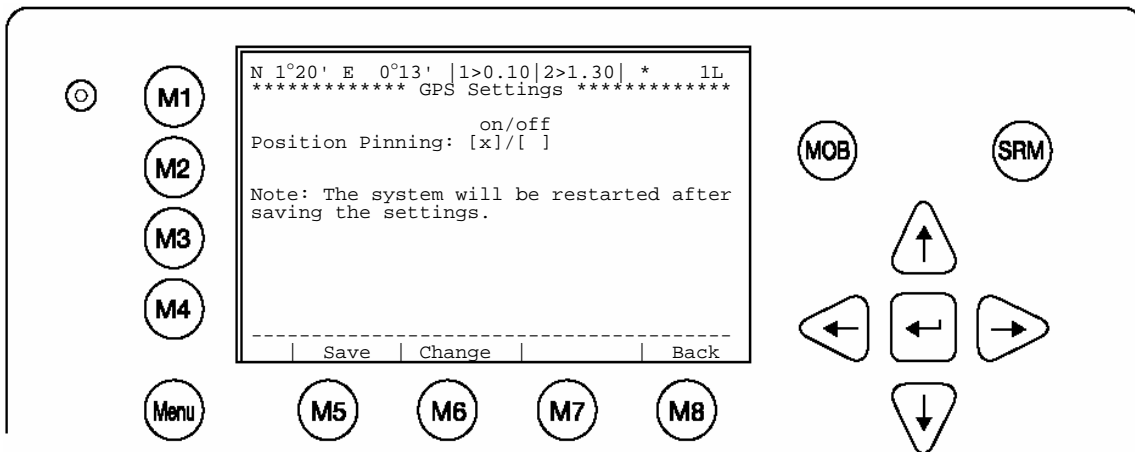 N 1°20' E 0°13' |1>0.10|2>1.30| * 1L
************* GPS Settings *************
on/off
Position Pinning: [x]/[ ]
Note: The system will be restarted after
saving the settings.
----------------------------------------
| Save | Change | | Back
M1
M2
M3
M4
Menu
M5
M6
M7
M8
MOB
SRM